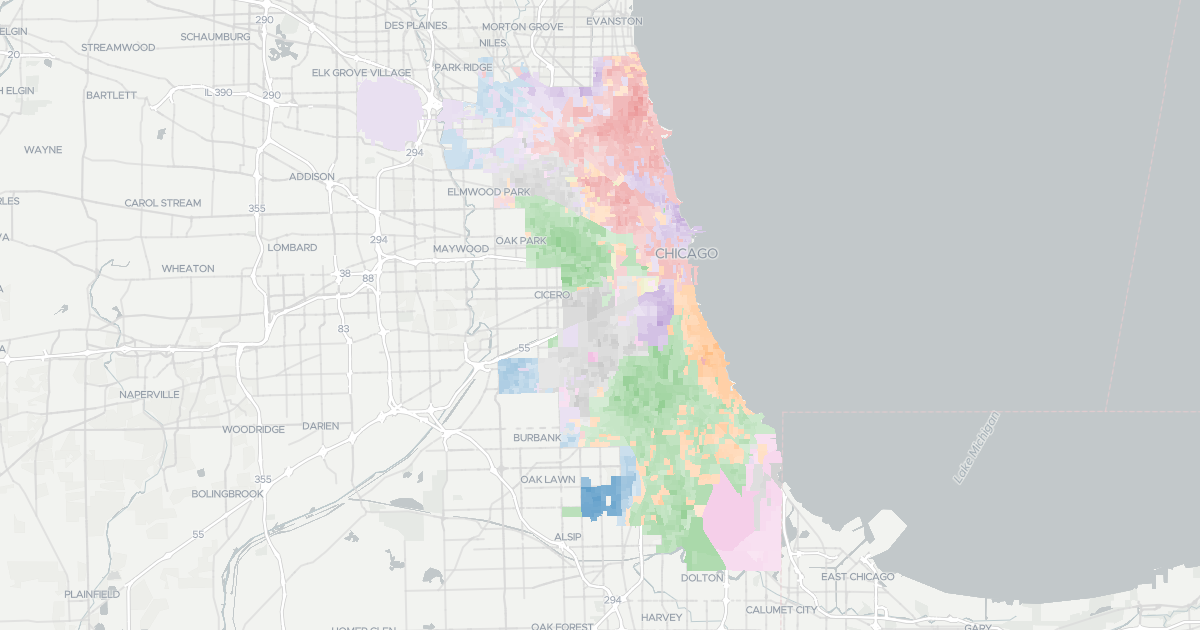 EVANSTON
290
DES PLAINES
MORTON GROVE
ELGIN
SCHAUMBURG
NILES
STREAMWOOD
20
PARK RIDGE
ELK GROVE VILLAGE
H ELGIN
BARTLETT
IL 390
290
WAYNE
294
ADDISON
ELMWOOD PARK
LES
CAROL STREAM
355
VA
294
OAK PARK
LOMBARD
MAYWOOD
CHICAGO
WHEATON
38
88
CICERO
83
A
55
NAPERVILLE
Lake Michigan
WOODRIDGE
DARIEN
BURBANK
355
OAK LAWN
BOLINGBROOK
55
ALSIP
DOLTON
EAST CHICAGO
PLAINFIELD
294
CALUMET CITY
HARVEY
OAK FOREST
HOMER GLEN
GARY